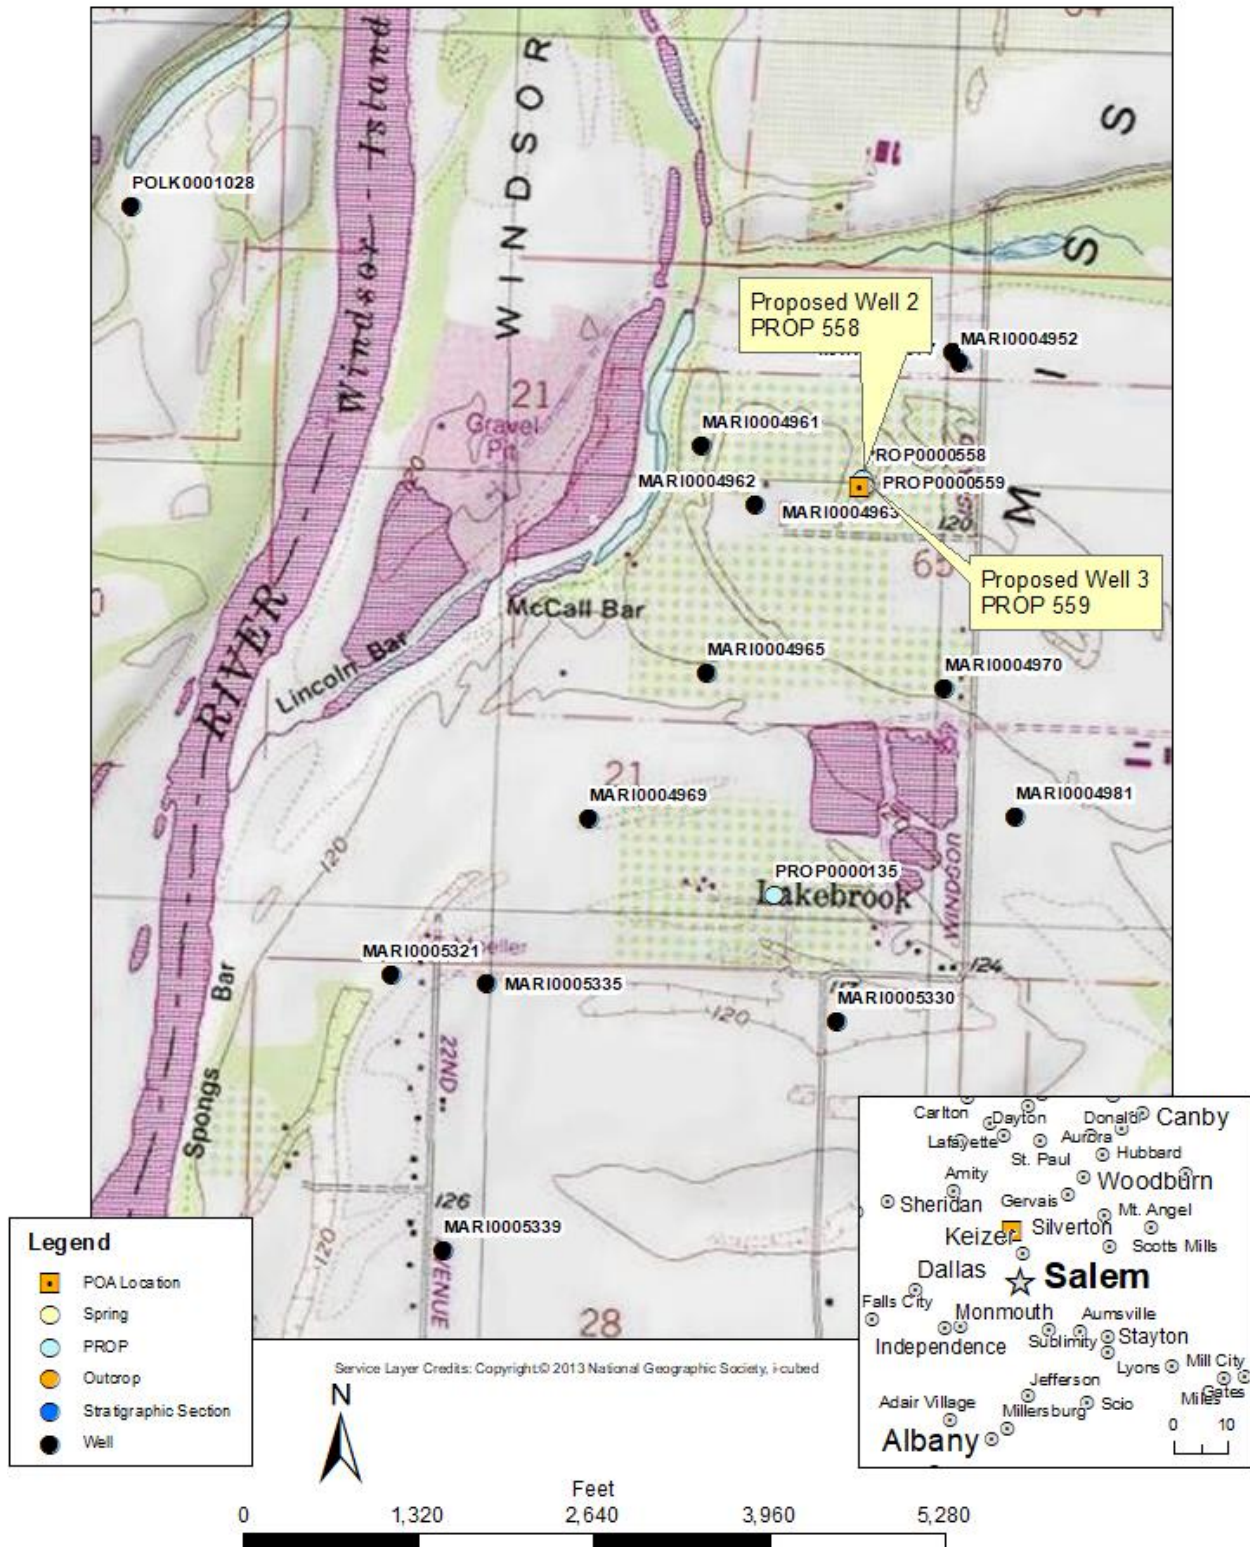 Windsor Island
WINDSOR
POLK0001028
S
S
I
M
Proposed Well 2
PROP 558
MARI0004952
21
Gravel
Pit
MARI0004961
PROP0000558
MARI0004962
PROP0000559
MARI0004963
120
65
Proposed Well 3
PROP 559
McCall Bar
RIVER
Lincoln Bar
MARI0004965
MARI0004970
21
MARI0004969
MARI0004981
120
PROP0000135
Lakebrook
WINDSOR
MARI0005321
MARI0005335
124
MARI0005330
120
Spongs Bar
22ND
AVENUE
126
MARI0005339
120
28
Legend
POA Location
Spring
PROP
Outcrop
Stratigraphic Section
Well
Carlton
Dayton
Donald
Canby
Lafayette
Aurora
St. Paul
Hubbard
Amity
Woodburn
Sheridan
Gervais
Mt. Angel
Keizer
Silverton
Scotts Mills
Dallas
Salem
Falls City
Monmouth
Aumsville
Independence
Sublimity
Stayton
Lyons
Mill City
Gates
Jefferson
Miles
Adair Village
Millersburg
Scio
0 10
Albany
Service Layer Credits: Copyright:© 2013 National Geographic Society, i-cubed
N
Feet
0 1,320 2,640 3,960 5,280